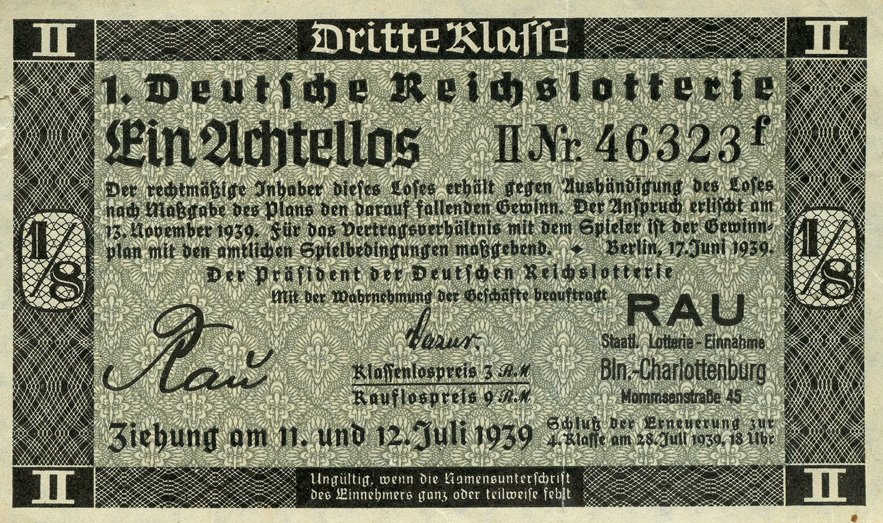 II Dritte Klasse II
1. Deutsche Reichslotterie
Ein Achtellos II Nr. 46323 f
Der rechtmäßige Inhaber dieses Loses erhält gegen Aushändigung des Loses
nach Maßgabe des Plans den darauf fallenden Gewinn. Der Anspruch erlischt am
13. November 1939. Für das Vertragsverhältnis mit dem Spieler ist der Gewinn-
plan mit den amtlichen Spielbedingungen maßgebend. ✦ Berlin, 17. Juni 1939.
1/8 1/8
Der Präsident der Deutschen Reichslotterie
Mit der Wahrnehmung der Geschäfte beauftragt
RAU
Staatl. Lotterie-Einnahme
Bln.-Charlottenburg
Mommsenstraße 45
Rau
Klassenlospreis 3 R.M
Kauflospreis 9 R.M
Ziehung am 11. und 12. Juli 1939
Schluß der Erneuerung zur
4. Klasse am 28. Juli 1939, 18 Uhr
II II
Ungültig, wenn die Namensunterschrift
des Einnehmers ganz oder teilweise fehlt